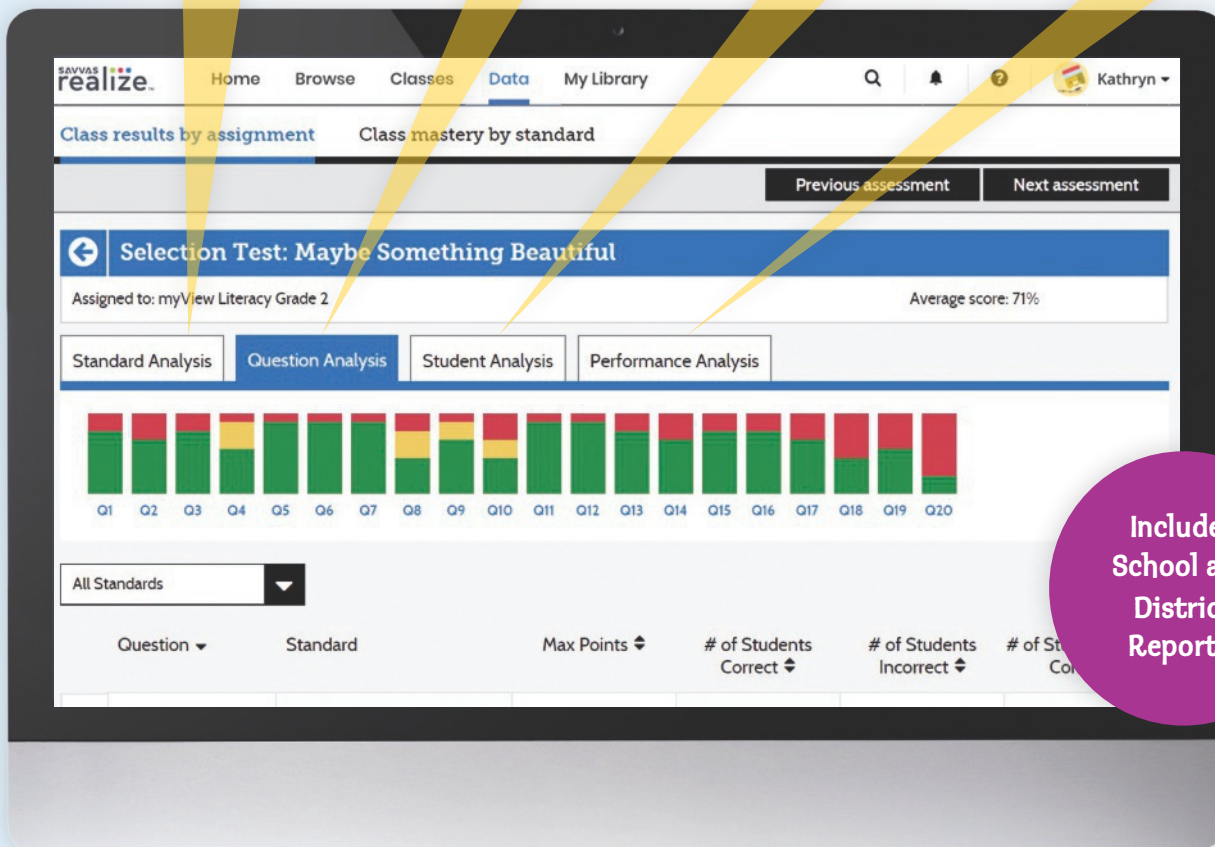 SAVVAS
realize. Home Browse Classes Data My Library Kathryn
Class results by assignment Class mastery by standard
Previous assessment Next assessment
Selection Test: Maybe Something Beautiful
Assigned to: myView Literacy Grade 2 Average score: 71%
Standard Analysis Question Analysis Student Analysis Performance Analysis
Q1 Q2 Q3 Q4 Q5 Q6 Q7 Q8 Q9 Q10 Q11 Q12 Q13 Q14 Q15 Q16 Q17 Q18 Q19 Q20
All Standards
Question Standard Max Points # of Students Correct # of Students Incorrect # of
School